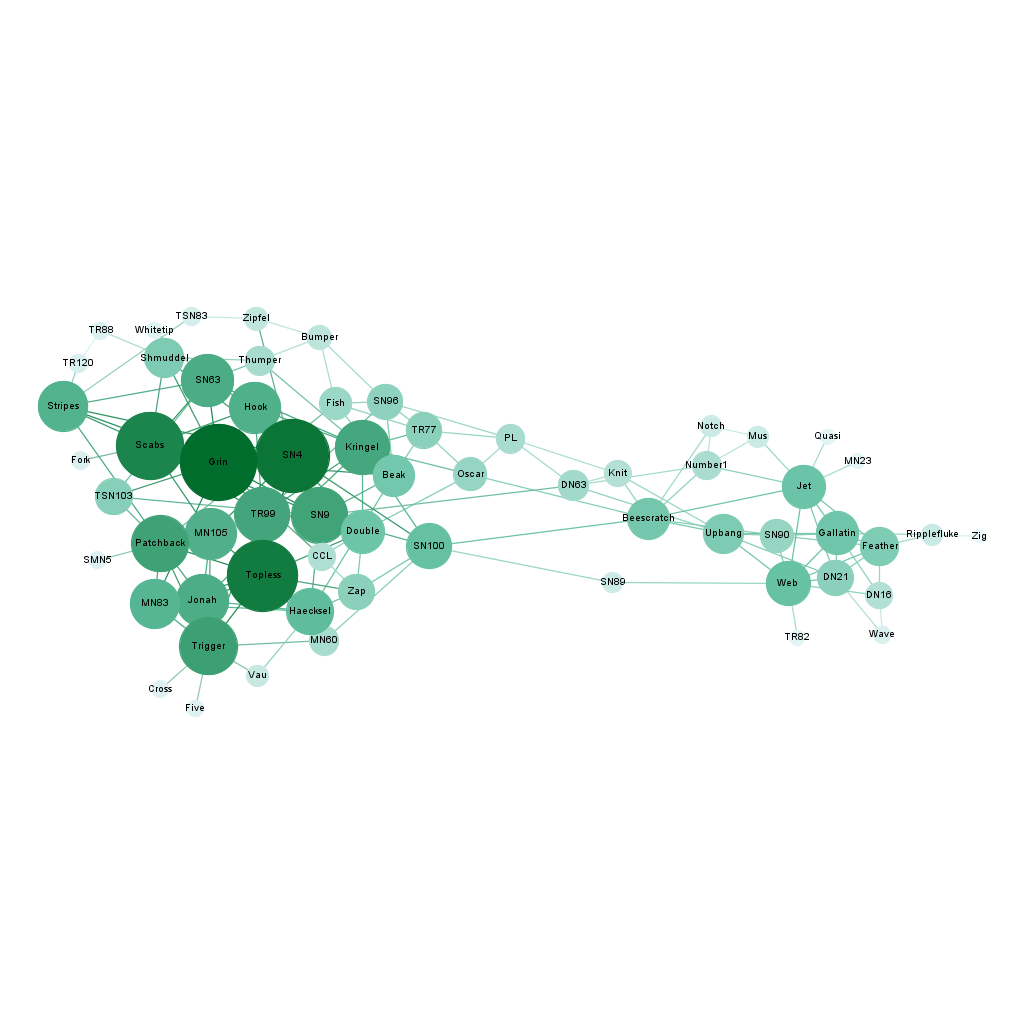 TSN83
Zipfel
TR88
Whitetip
Bumper
Shmuddel
Thumper
TR120
SN63
Stripes
Hook
Fish
SN96
Notch
TR77
Mus
Quasi
PL
Scabs
SN4
Kringel
Fork
Grin
MN23
Number1
Beak
Oscar
Knit
DN63
Jet
TSN103
TR99
SN9
Beescratch
Double
MN105
Upbang
SN90
Gallatin
Ripplefluke
Zig
Patchback
SN100
Feather
CCL
SMN5
Topless
SN89
Web
DN21
Zap
DN16
MN83
Jonah
Haecksel
Wave
TR82
MN60
Trigger
Vau
Cross
Five